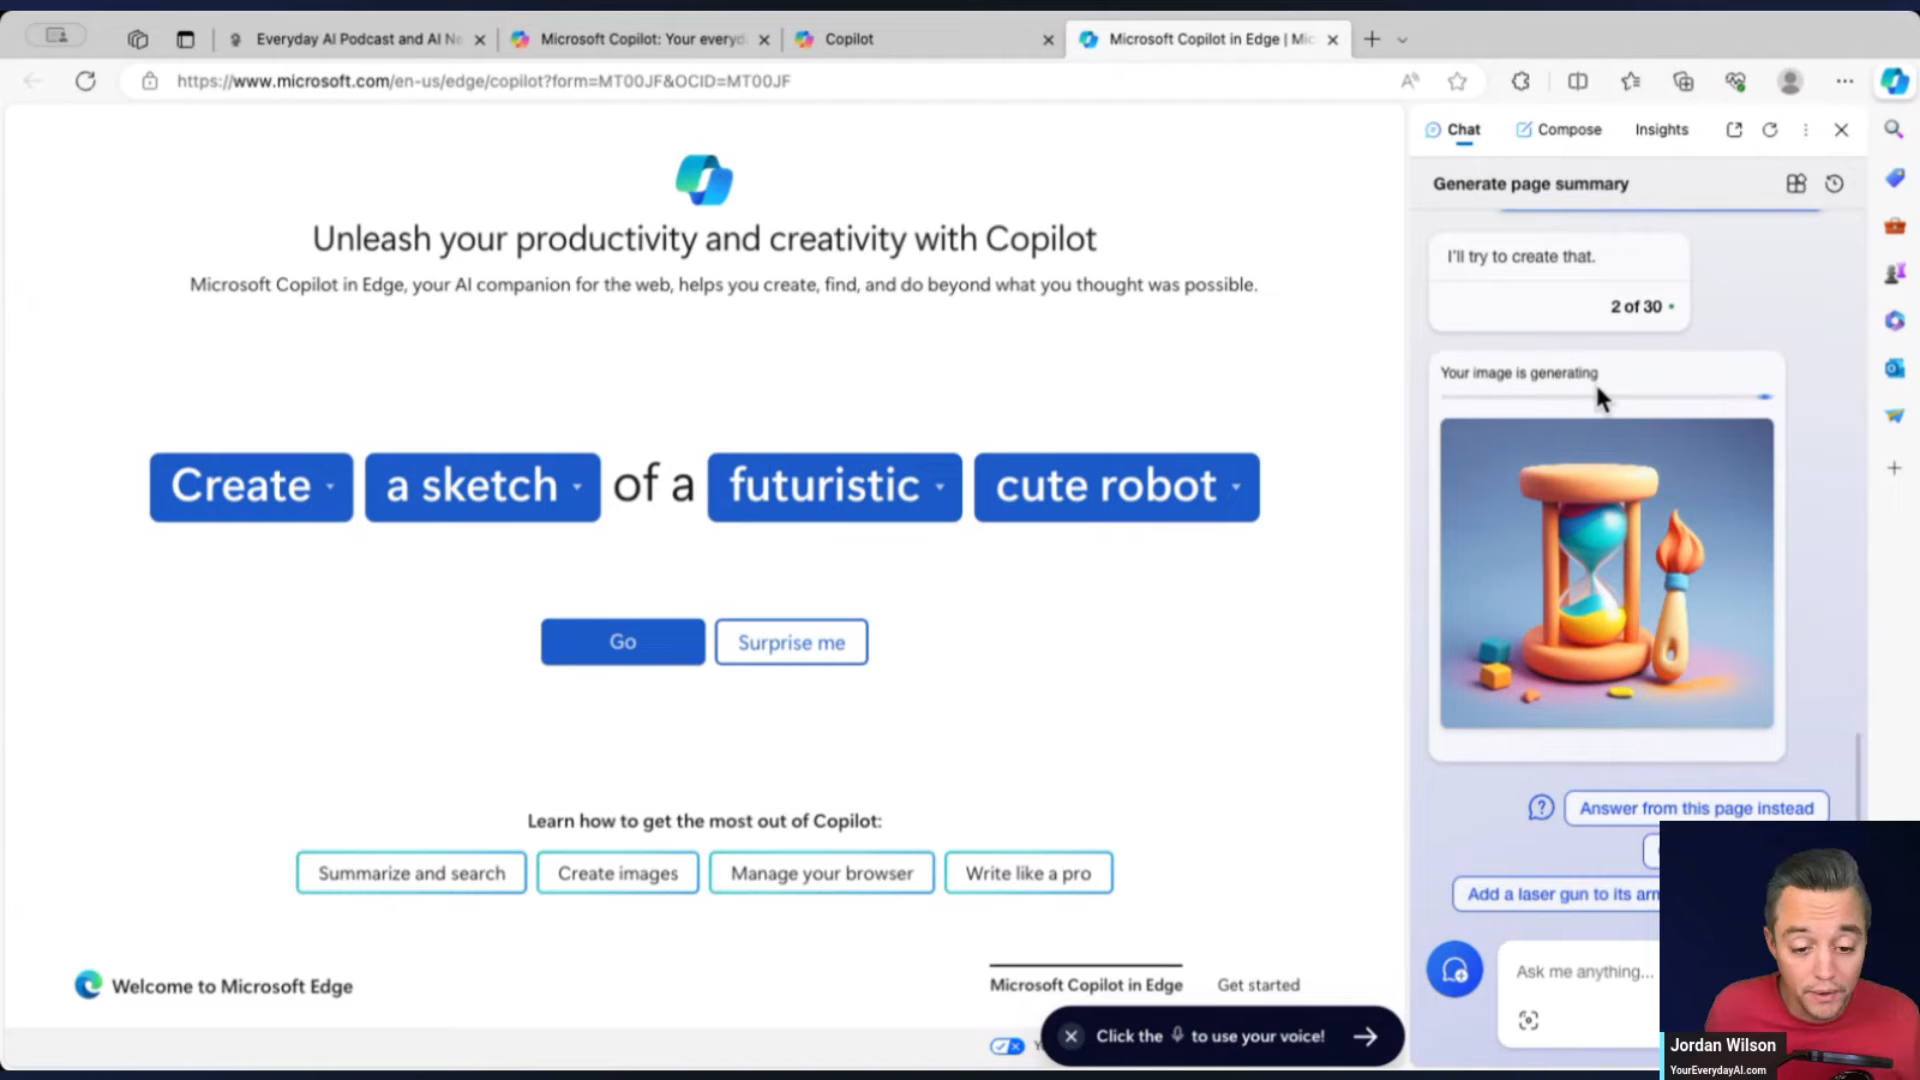 Everyday AI Podcast and AI Ne
Microsoft Copilot: Your everyd
Copilot
Microsoft Copilot in Edge | Mic
https://www.microsoft.com/en-us/edge/copilot?form=MT00JF&OCID=MT00JF
Unleash your productivity and creativity with Copilot
Microsoft Copilot in Edge, your AI companion for the web, helps you create, find, and do beyond what you thought was possible.
Create a sketch of a futuristic cute robot
Go
Surprise me
Learn how to get the most out of Copilot:
Summarize and search
Create images
Manage your browser
Write like a pro
Welcome to Microsoft Edge
Microsoft Copilot in Edge
Get started
Click the to use your voice!
Chat
Compose
Insights
Generate page summary
I'll try to create that.
2 of 30
Your image is generating
Answer from this page instead
Add a laser gun to its arm
Ask me anything...
Jordan Wilson
YourEverydayAI.com